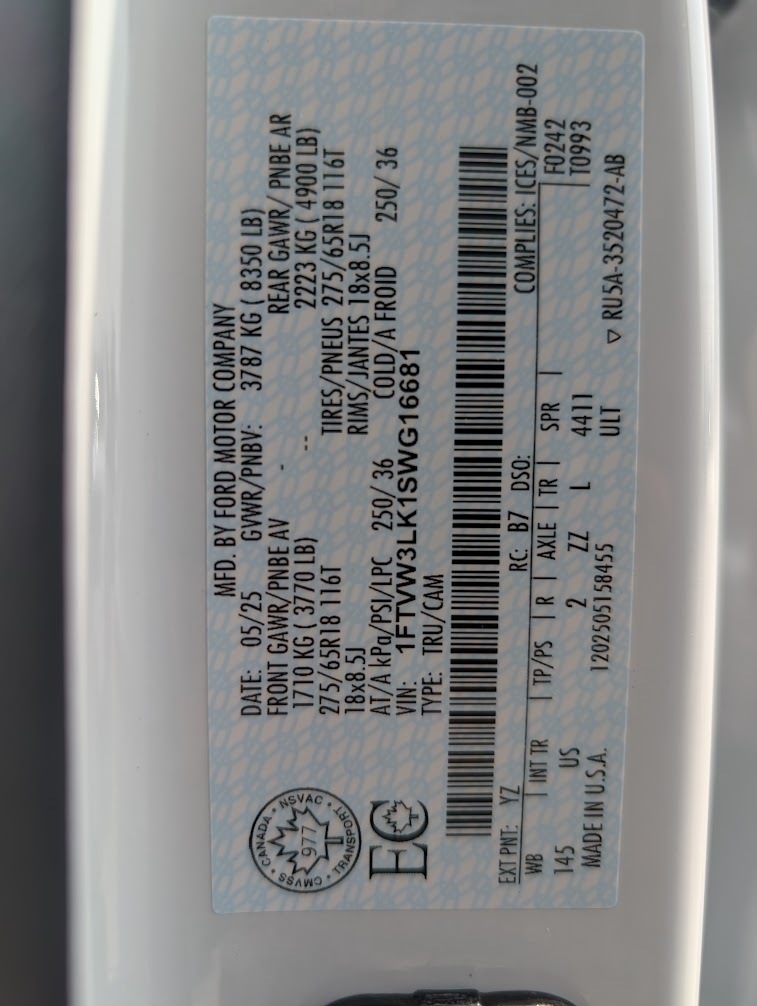 MFD. BY FORD MOTOR COMPANY
DATE: 05/25 GVWR/PNBV: 3787 KG ( 8350 LB)
FRONT GAWR/PNBE AV - REAR GAWR/ PNBE AR
1710 KG ( 3770 LB) -- 2223 KG ( 4900 LB)
275/65R18 116T TIRES/PNEUS 275/65R18 116T
18x8.5J RIMS/JANTES 18x8.5J
AT/A kPa/PSI/LPC 250/ 36 COLD/A FROID 250/ 36
VIN: 1FTVW3LK1SWG16681
TYPE: TRU/CAM
CANADA • NSVAC • TRANSPORT • CMVSS •
977
EC
COMPLIES: ICES/NMB-002
EXT PNT: YZ RC: B7 DSO: F0242
WB INT TR TP/PS R AXLE TR SPR T0993
145 US 2 ZZ L 4411
ULT
MADE IN U.S.A. 1202505158455 ▽ RU5A-3520472-AB